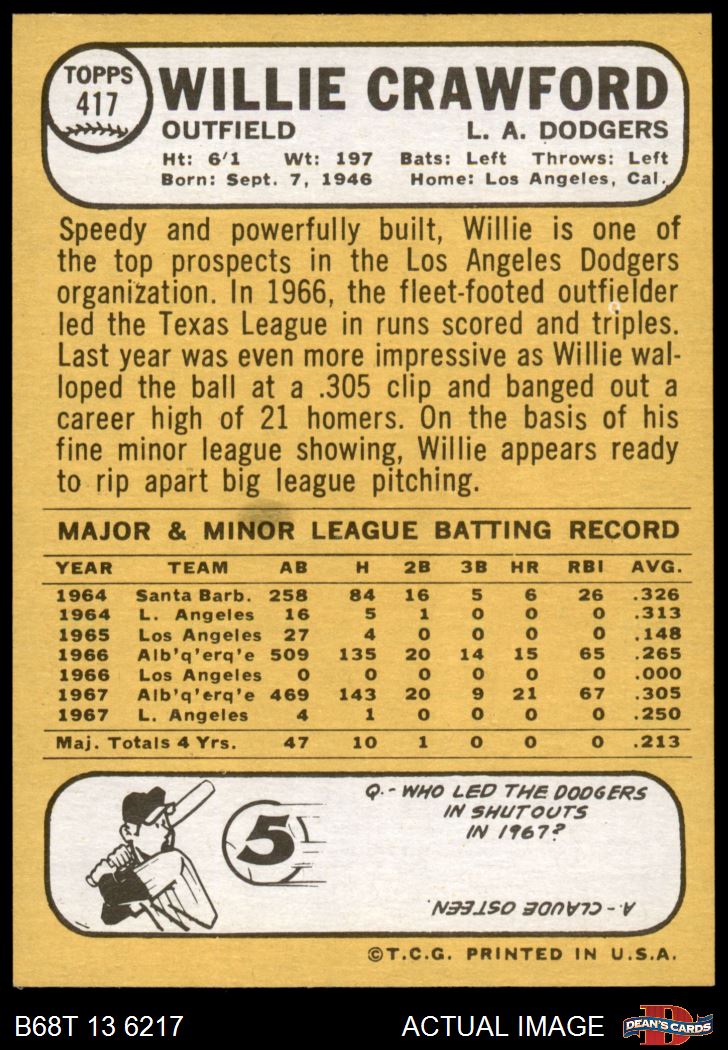 TOPPS
417
WILLIE CRAWFORD
OUTFIELD L. A. DODGERS
Ht: 6'1 Wt: 197 Bats: Left Throws: Left
Born: Sept. 7, 1946 Home: Los Angeles, Cal.
Speedy and powerfully built, Willie is one of
the top prospects in the Los Angeles Dodgers
organization. In 1966, the fleet-footed outfielder
led the Texas League in runs scored and triples.
Last year was even more impressive as Willie wal-
loped the ball at a .305 clip and banged out a
career high of 21 homers. On the basis of his
fine minor league showing, Willie appears ready
to rip apart big league pitching.
MAJOR & MINOR LEAGUE BATTING RECORD
YEAR TEAM AB H 2B 3B HR RBI AVG.
1964 Santa Barb. 258 84 16 5 6 26 .326
1964 L. Angeles 16 5 1 0 0 0 .313
1965 Los Angeles 27 4 0 0 0 0 .148
1966 Alb'q'erq'e 509 135 20 14 15 65 .265
1966 Los Angeles 0 0 0 0 0 0 .000
1967 Alb'q'erq'e 469 143 20 9 21 67 .305
1967 L. Angeles 4 1 0 0 0 0 .250
Maj. Totals 4 Yrs. 47 10 1 0 0 0 .213
5
Q.- WHO LED THE DODGERS
IN SHUTOUTS
IN 1967?
A- CLAUDE OSTEEN.
©T.C.G. PRINTED IN U.S.A.
B68T 13 6217 ACTUAL IMAGE
D
DEAN'S CARDS